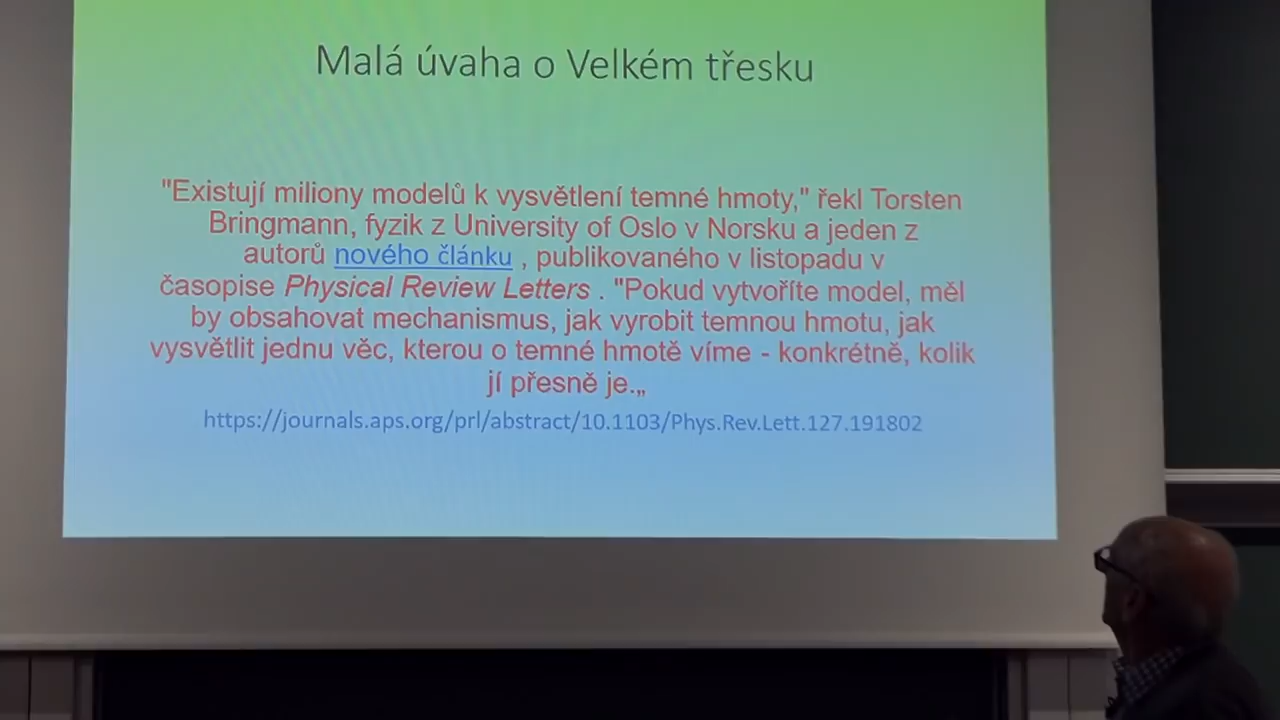 Malá úvaha o Velkém třesku
"Existují miliony modelů k vysvětlení temné hmoty," řekl Torsten
Bringmann, fyzik z University of Oslo v Norsku a jeden z
autorů nového článku , publikovaného v listopadu v
časopise Physical Review Letters . "Pokud vytvoříte model, měl
by obsahovat mechanismus, jak vyrobit temnou hmotu, jak
vysvětlit jednu věc, kterou o temné hmotě víme - konkrétně, kolik
jí přesně je.„
https://journals.aps.org/prl/abstract/10.1103/Phys.Rev.Lett.127.191802